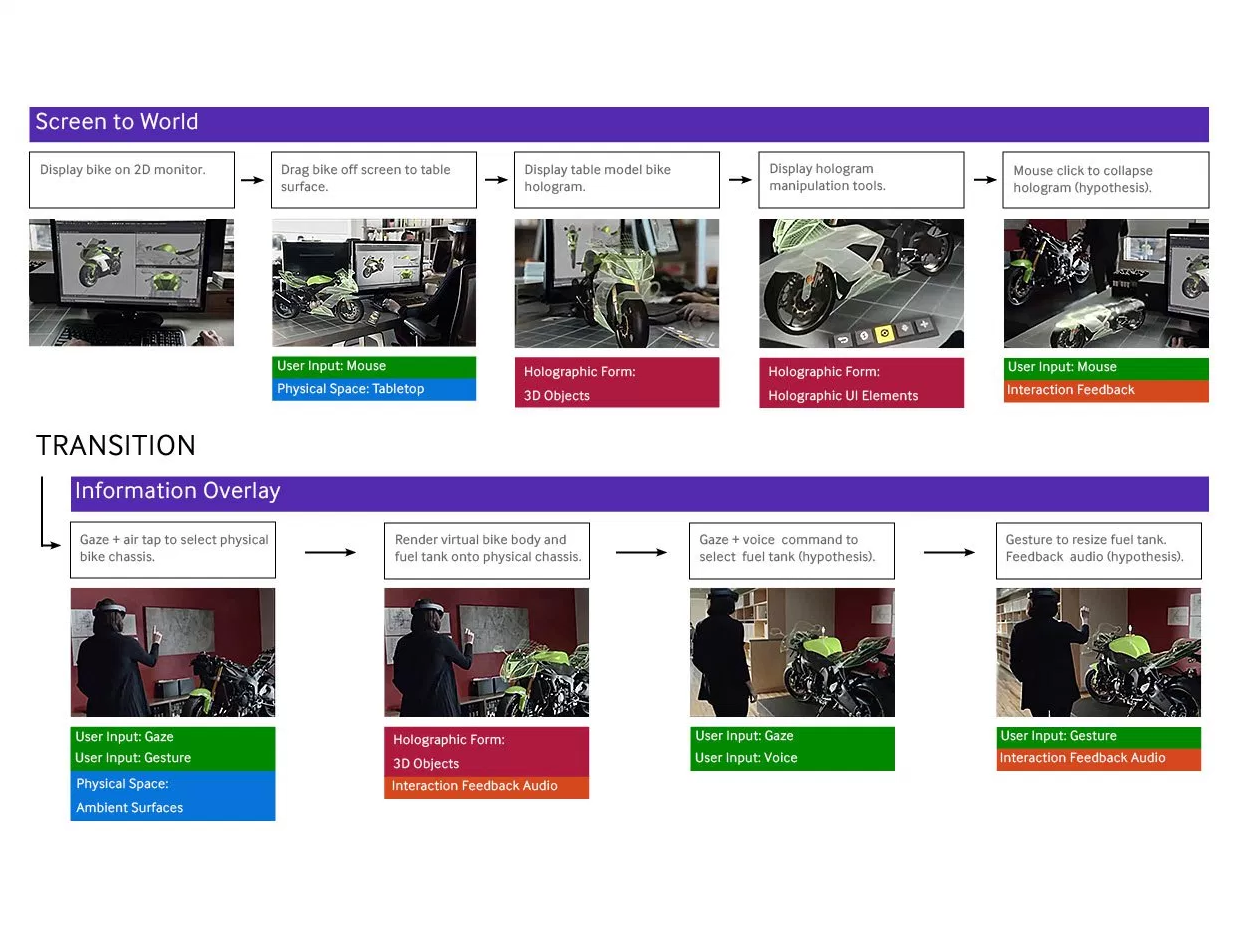 Screen to World
Display bike on 2D monitor.
Drag bike off screen to table
surface.
Display table model bike
hologram.
Display hologram
manipulation tools.
Mouse click to collapse
hologram (hypothesis).
User Input: Mouse
Physical Space: Tabletop
Holographic Form:
3D Objects
Holographic Form:
Holographic UI Elements
User Input: Mouse
Interaction Feedback
TRANSITION
Information Overlay
Gaze + air tap to select physical
bike chassis.
Render virtual bike body and
fuel tank onto physical chassis.
Gaze + voice command to
select fuel tank (hypothesis).
Gesture to resize fuel tank.
Feedback audio (hypothesis).
User Input: Gaze
User Input: Gesture
Physical Space:
Ambient Surfaces
Holographic Form:
3D Objects
Interaction Feedback Audio
User Input: Gaze
User Input: Voice
User Input: Gesture
Interaction Feedback Audio